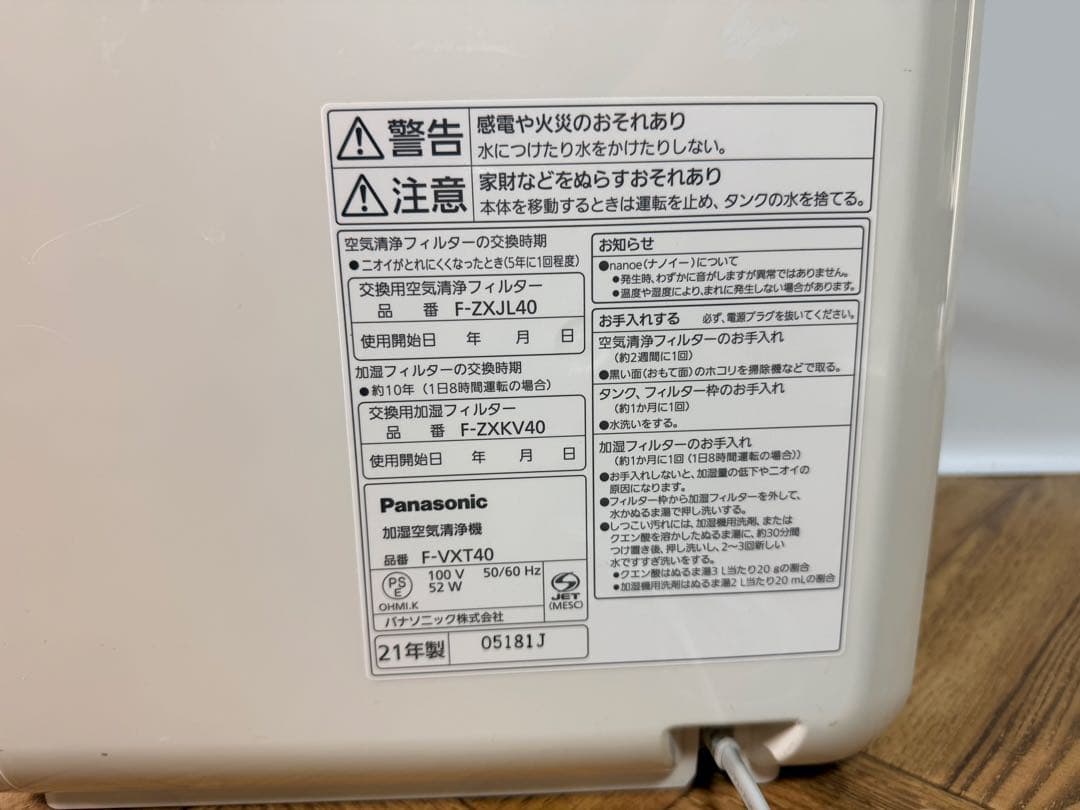 警告
感電や火災のおそれあり
水につけたり水をかけたりしない。
注意
家財などをぬらすおそれあり
本体を移動するときは運転を止め、タンクの水を捨てる。
空気清浄フィルターの交換時期
●ニオイがとれにくくなったとき(5年に1回程度)
交換用空気清浄フィルター
品 番 F-ZXJL40
使用開始日 年 月 日
加湿フィルターの交換時期
●約10年(1日8時間運転の場合)
交換用加湿フィルター
品 番 F-ZXKV40
使用開始日 年 月 日
Panasonic
加湿空気清浄機
品番 F-VXT40
PS
E
100 V 50/60 Hz
52 W
OHMI.K
JET
(MESC)
パナソニック株式会社
21年製 05181J
お知らせ
●nanoe(ナノイー)について
●発生時、わずかに音がしますが異常ではありません。
●温度や湿度により、まれに発生しない場合があります。
お手入れする 必ず、電源プラグを抜いてください。
空気清浄フィルターのお手入れ
(約2週間に1回)
●黒い面(おもて面)のホコリを掃除機などで取る。
タンク、フィルター枠のお手入れ
(約1か月に1回)
●水洗いをする。
加湿フィルターのお手入れ
(約1か月に1回(1日8時間運転の場合))
●お手入れしないと、加湿量の低下やニオイの
原因になります。
●フィルター枠から加湿フィルターを外して、
水かぬるま湯で押し洗いする。
●しつこい汚れには、加湿機用洗剤、または
クエン酸を溶かしたぬるま湯に、約30分間
つけ置き後、押し洗いし、2~3回新しい
水ですすぎ洗いをする。
●クエン酸はぬるま湯3 L当たり20 gの割合
●加湿機用洗剤はぬるま湯2 L当たり20 mLの割合